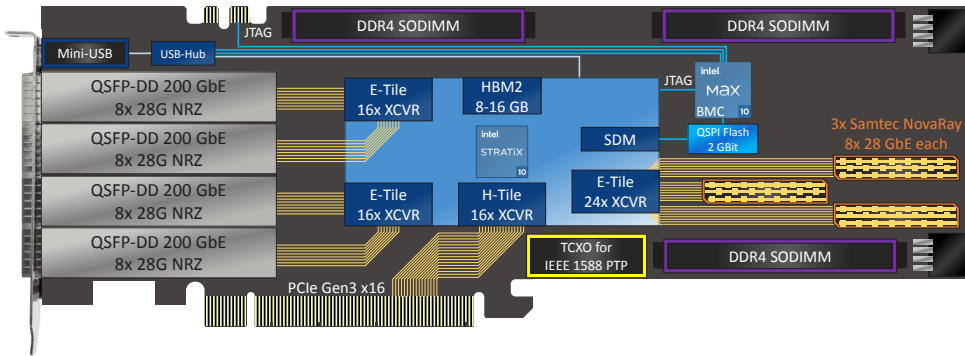 JTAG
DDR4 SODIMM
DDR4 SODIMM
Mini-USB
USB-Hub
QSFP-DD 200 GbE
8x 28G NRZ
QSFP-DD 200 GbE
8x 28G NRZ
QSFP-DD 200 GbE
8x 28G NRZ
QSFP-DD 200 GbE
8x 28G NRZ
E-Tile
16x XCVR
HBM2
8-16 GB
intel
STRATIX
10
SDM
E-Tile
16x XCVR
H-Tile
16x XCVR
E-Tile
24x XCVR
JTAG
intel
MAX
BMC
10
QSPI Flash
2 GBit
3x Samtec NovaRay
8x 28 GbE each
TCXO for
IEEE 1588 PTP
DDR4 SODIMM
PCIe Gen3 x16